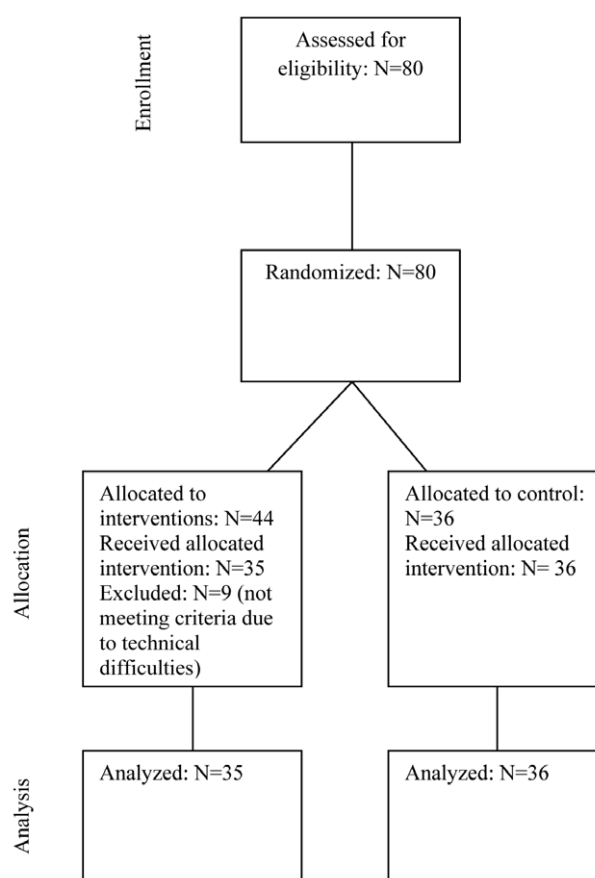 Enrollment
Assessed for
eligibility: N=80
Randomized: N=80
Allocation
Allocated to
interventions: N=44
Received allocated
intervention: N=35
Excluded: N=9 (not
meeting criteria due
to technical
difficulties)
Allocated to control:
N=36
Received allocated
intervention: N= 36
Analysis
Analyzed: N=35
Analyzed: N=36